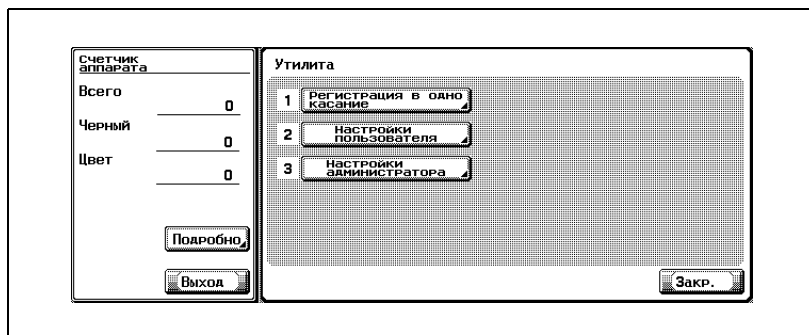 Счетчик
аппарата
Всего
0
Черный
0
Цвет
0
Подробно
Выход
Утилита
1 Регистрация в одно
касание
2 Настройки
пользователя
3 Настройки
администратора
Закр.